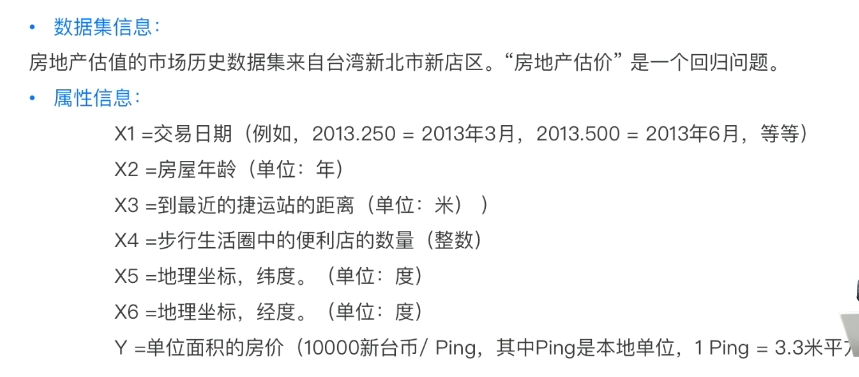 • 数据集信息：
房地产估值的市场历史数据集来自台湾新北市新店区。“房地产估价” 是一个回归问题。
• 属性信息：
X1 =交易日期（例如，2013.250 = 2013年3月，2013.500 = 2013年6月，等等）
X2 =房屋年龄（单位：年）
X3 =到最近的捷运站的距离（单位：米））
X4 =步行生活圈中的便利店的数量（整数）
X5 =地理坐标，纬度。（单位：度）
X6 =地理坐标，经度。（单位：度）
Y =单位面积的房价（10000新台币/ Ping，其中Ping是本地单位，1 Ping = 3.3米平